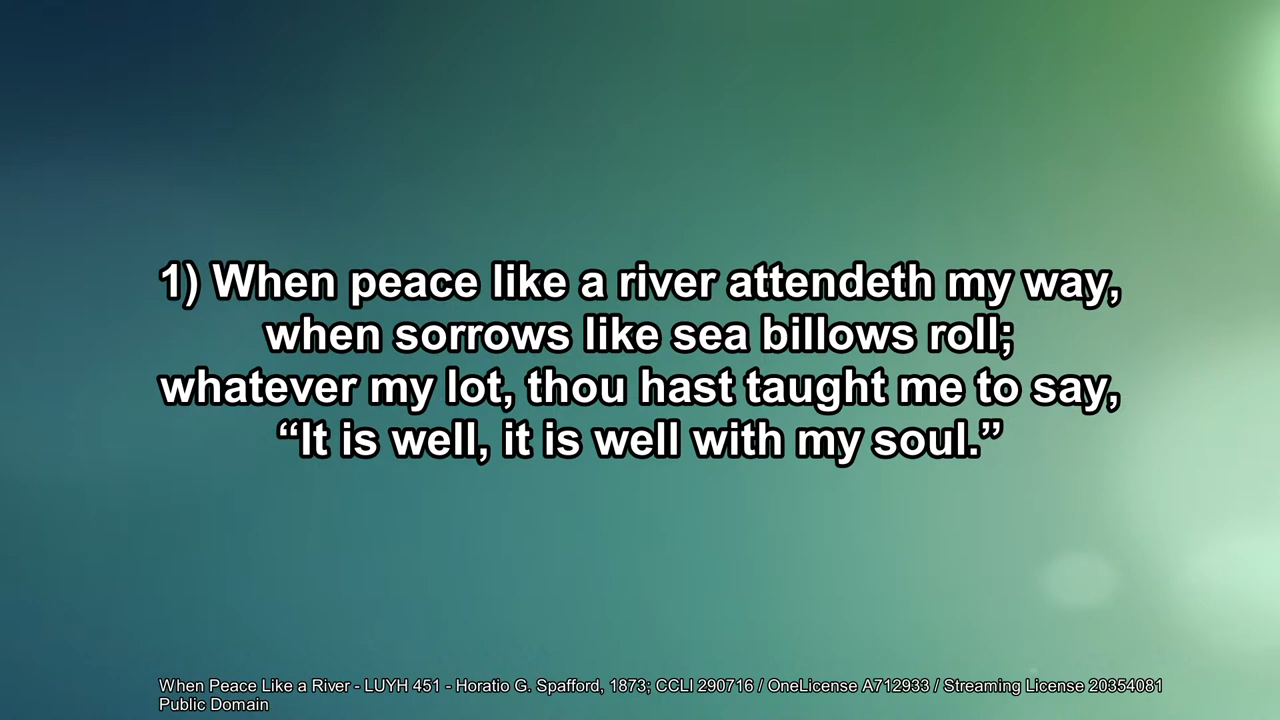 1) When peace like a river attendeth my way,
when sorrows like sea billows roll;
whatever my lot, thou hast taught me to say,
“It is well, it is well with my soul.”
When Peace Like a River - LUYH 451 - Horatio G. Spafford, 1873; CCLI 290716 / OneLicense A712933 / Streaming License 20354081
Public Domain